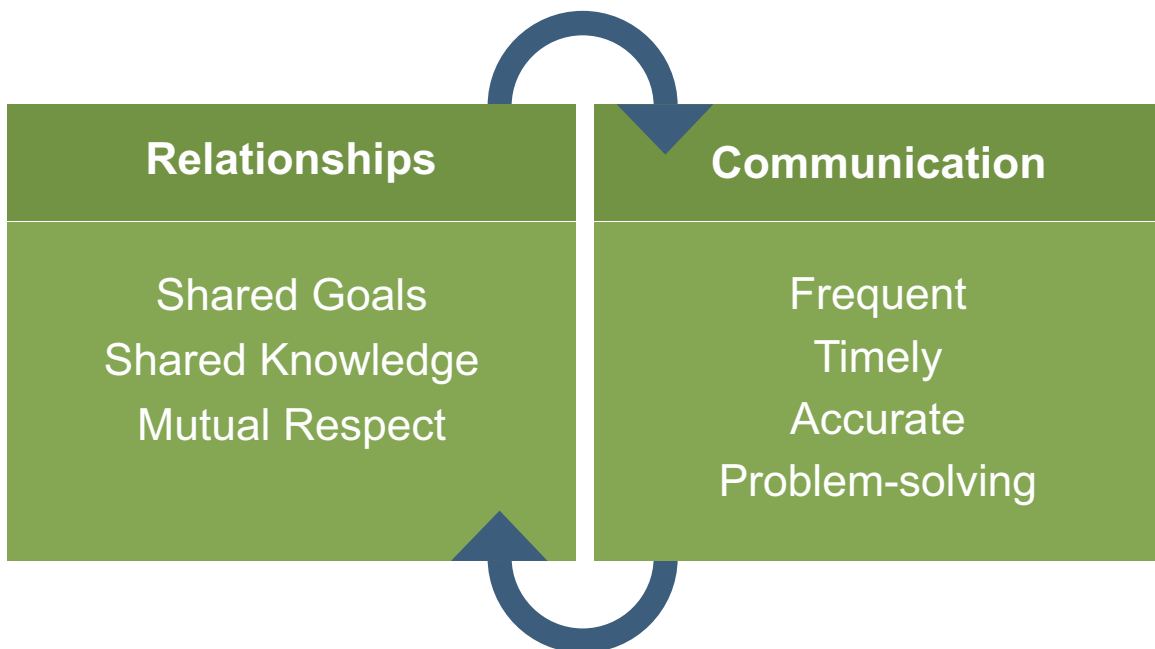 Relationships
Shared Goals
Shared Knowledge
Mutual Respect
Communication
Frequent
Timely
Accurate
Problem-solving